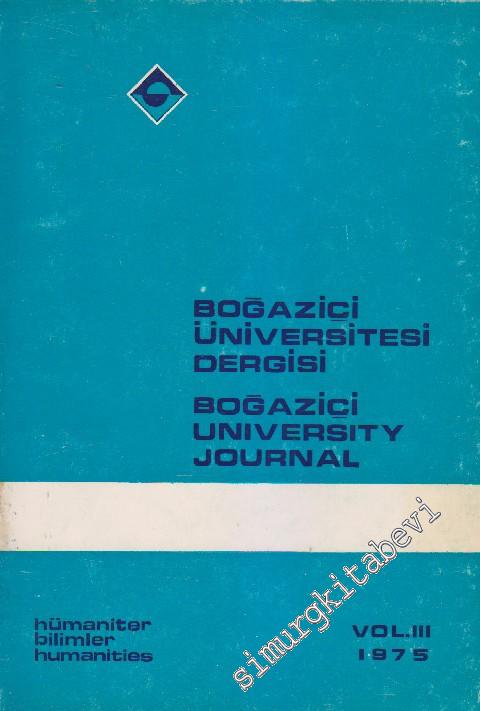 BOĞAZİÇİ
ÜNİVERSİTESİ
DERGİSİ
BOĞAZİÇİ
UNIVERSITY
JOURNAL
hümaniter
bilimler
humanities
VOL.III
1975
simurgkitabevi